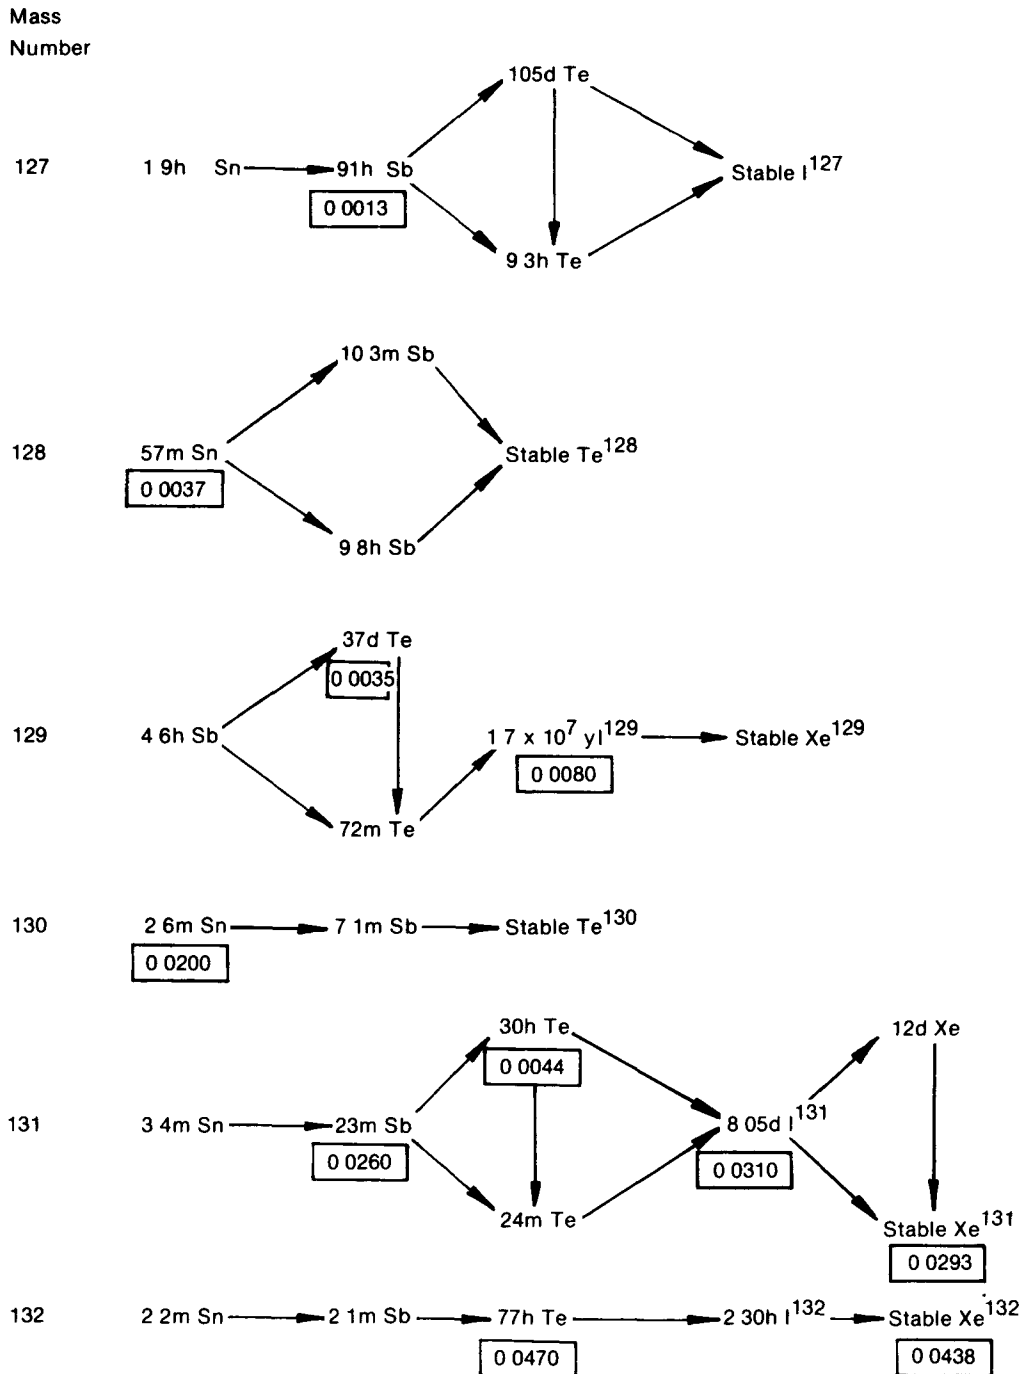 Mass
Number
105d Te
127 1 9h Sn 91h Sb Stable I127
0 0013
9 3h Te
10 3m Sb
128 57m Sn Stable Te128
0 0037
9 8h Sb
37d Te
0 0035
129 4 6h Sb 1 7 x 10^7 yI129 Stable Xe129
0 0080
72m Te
130 2 6m Sn 7 1m Sb Stable Te130
0 0200
30h Te 12d Xe
0 0044
131 3 4m Sn 23m Sb 8 05d I131
0 0260 0 0310
24m Te Stable Xe131
0 0293
132 2 2m Sn 2 1m Sb 77h Te 2 30h I132 Stable Xe132
0 0470 0 0438